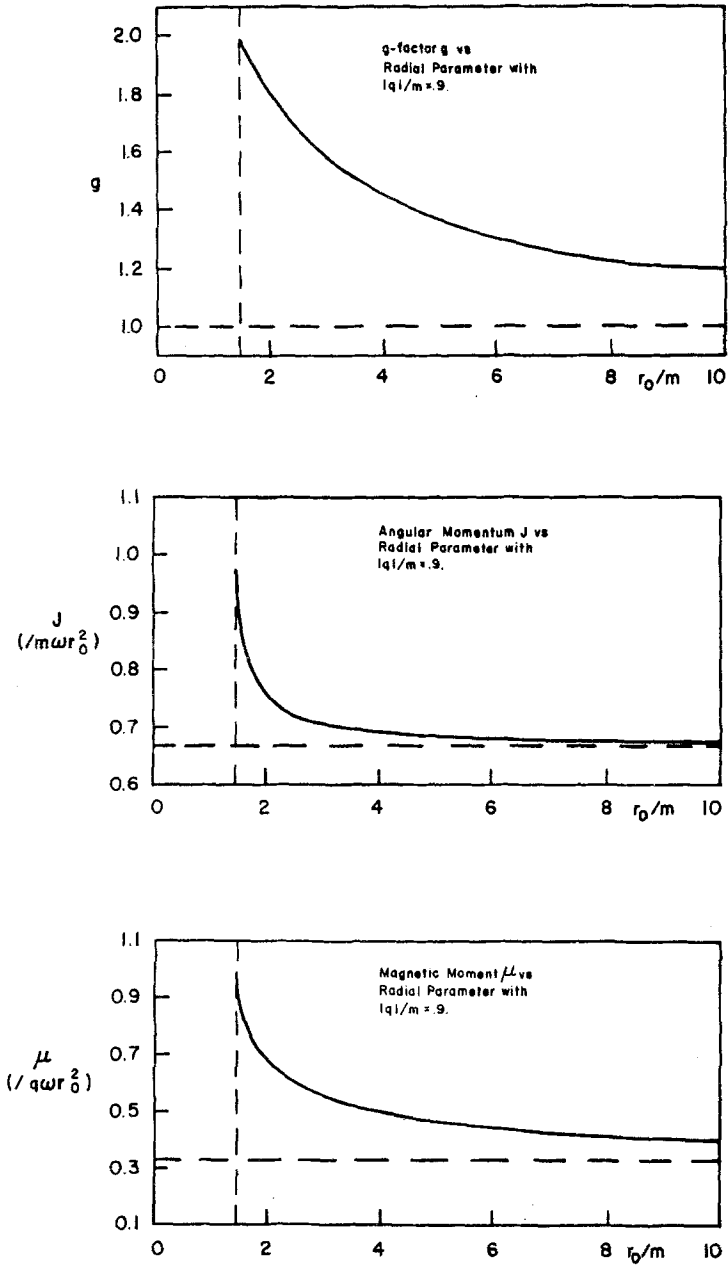 2.0
g-factor g vs
Radial Parameter with
|q|/m = .9.
1.8
1.6
g
1.4
1.2
1.0
0 2 4 6 8 r₀/m 10
1.1
Angular Momentum J vs
Radial Parameter with
|q|/m = .9.
1.0
0.9
J
(/mωr₀²)
0.8
0.7
0.6
0 2 4 6 8 r₀/m 10
1.1
Magnetic Moment μ vs
Radial Parameter with
|q|/m = .9.
0.9
0.7
μ
(/qωr₀²)
0.5
0.3
0.1
0 2 4 6 8 r₀/m 10